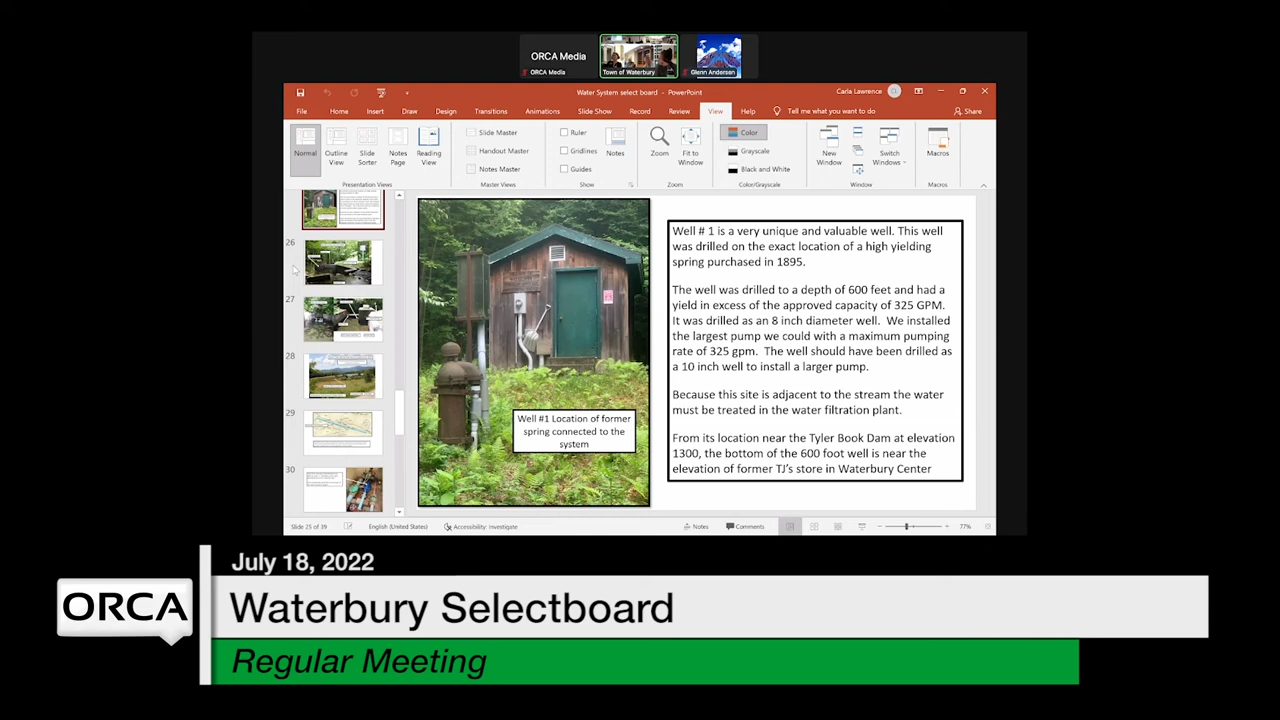 ORCA Media
ORCA Media
Town of Waterbury
Glenn Andersen
Water System select board - PowerPoint
Carla Lawrence
CL
File
Home
Insert
Draw
Design
Transitions
Animations
Slide Show
Record
Review
View
Help
Tell me what you want to do
Share
Normal
Outline
View
Slide
Sorter
Notes
Page
Reading
View
Presentation Views
Slide Master
Handout Master
Notes Master
Master Views
Ruler
Gridlines
Guides
Show
Notes
Zoom
Fit to
Window
Zoom
Color
Grayscale
Black and White
Color/Grayscale
New
Window
Switch
Windows
Window
Macros
Macros
26
27
28
29
30
Well #1 Location of former
spring connected to the
system
Well # 1 is a very unique and valuable well. This well
was drilled on the exact location of a high yielding
spring purchased in 1895.
The well was drilled to a depth of 600 feet and had a
yield in excess of the approved capacity of 325 GPM.
It was drilled as an 8 inch diameter well. We installed
the largest pump we could with a maximum pumping
rate of 325 gpm. The well should have been drilled as
a 10 inch well to install a larger pump.
Because this site is adjacent to the stream the water
must be treated in the water filtration plant.
From its location near the Tyler Book Dam at elevation
1300, the bottom of the 600 foot well is near the
elevation of former TJ's store in Waterbury Center
Slide 25 of 39
English (United States)
Accessibility: Investigate
Notes
Comments
77%
July 18, 2022
ORCA
Waterbury Selectboard
Regular Meeting